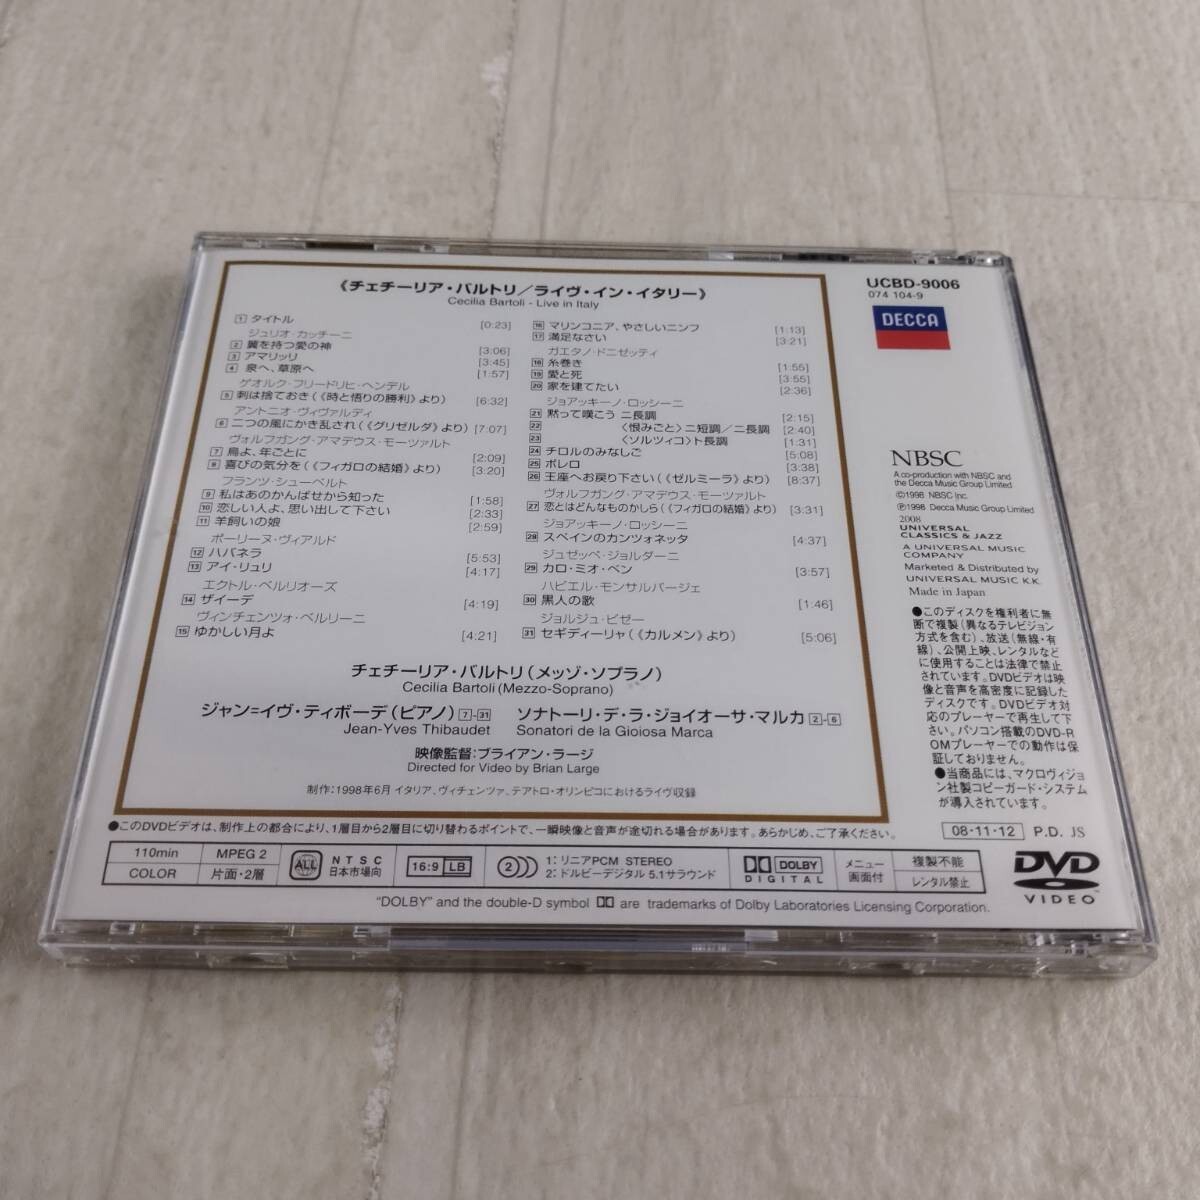 《チェチーリア・バルトリ／ライヴ・イン・イタリー》
Cecilia Bartoli - Live in Italy
1 タイトル [0:23]
ジュリオ・カッチーニ
2 翼を持つ愛の神 [3:06]
3 アマリッリ [3:45]
4 泉へ、草原へ [1:57]
ゲオルク・フリードリヒ・ヘンデル
5 刺は捨ておき（《時と悟りの勝利》より） [6:32]
アントニオ・ヴィヴァルディ
6 二つの風にかき乱され（《グリゼルダ》より） [7:07]
ヴォルフガング・アマデウス・モーツァルト
7 鳥よ、年ごとに [2:09]
8 喜びの気分を（《フィガロの結婚》より） [3:20]
フランツ・シューベルト
9 私はあのかんばせから知った [1:58]
10 恋しい人よ、思い出して下さい [2:33]
11 羊飼いの娘 [2:59]
ポーリーヌ・ヴィアルド
12 ハバネラ [5:53]
13 アイ・リュリ [4:17]
エクトル・ベルリオーズ
14 ザイーデ [4:19]
ヴィンチェンツォ・ベルリーニ
15 ゆかしい月よ [4:21]
16 マリンコニア、やさしいニンフ [1:13]
17 満足なさい [3:21]
ガエタノ・ドニゼッティ
18 糸巻き [1:55]
19 愛と死 [3:55]
20 家を建てたい [2:36]
ジョアッキーノ・ロッシーニ
21 黙って嘆こう ニ長調 [2:15]
22 〈恨みごと〉ニ短調／ニ長調 [2:40]
23 〈ソルツィコ〉ト長調 [1:31]
24 チロルのみなしご [5:08]
25 ボレロ [3:38]
26 王座へお戻り下さい（《ゼルミーラ》より） [8:37]
ヴォルフガング・アマデウス・モーツァルト
27 恋とはどんなものかしら（《フィガロの結婚》より） [3:31]
ジョアッキーノ・ロッシーニ
28 スペインのカンツォネッタ [4:37]
ジュゼッペ・ジョルダーニ
29 カロ・ミオ・ベン [3:57]
ハビエル・モンサルバージェ
30 黒人の歌 [1:46]
ジョルジュ・ビゼー
31 セギディーリャ（《カルメン》より） [5:06]
チェチーリア・バルトリ（メッゾ・ソプラノ）
Cecilia Bartoli (Mezzo-Soprano)
ジャン=イヴ・ティボーデ（ピアノ） 7-31
Jean-Yves Thibaudet
ソナトーリ・デ・ラ・ジョイオーサ・マルカ 2-6
Sonatori de la Gioiosa Marca
映像監督：ブライアン・ラージ
Directed for Video by Brian Large
制作：1998年6月 イタリア、ヴィチェンツァ、テアトロ・オリンピコにおけるライヴ収録
UCBD-9006
074 104-9
DECCA
NBSC
A co-production with NBSC and
the Decca Music Group Limited
©1998 NBSC Inc.
℗1998 Decca Music Group Limited
2008
UNIVERSAL
CLASSICS & JAZZ
A UNIVERSAL MUSIC
COMPANY
Marketed & Distributed by
UNIVERSAL MUSIC K.K.
Made in Japan
●このディスクを権利者に無
断で複製（異なるテレビジョン
方式を含む）、放送（無線・有
線）、公開上映、レンタルなど
に使用することは法律で禁止
されています。DVDビデオは映
像と音声を高密度に記録した
ディスクです。DVDビデオ対
応のプレーヤーで再生して下
さい。パソコン搭載のDVD-R
OMプレーヤーでの動作は保
証しておりません。
●当商品には、マクロヴィジョ
ン社製コピーガード・システム
が導入されています。
08・11・12 P.D. JS
●このDVDビデオは、制作上の都合により、1層目から2層目に切り替わるポイントで、一瞬映像と音声が途切れる場合があります。あらかじめ、ご了承ください。
110min
COLOR
MPEG 2
片面・2層
ALL
NTSC
日本市場向
16:9 LB
2
1：リニアPCM STEREO
2：ドルビーデジタル 5.1サラウンド
DOLBY
DIGITAL
メニュー
画面付
複製不能
レンタル禁止
DVD
VIDEO
"DOLBY" and the double-D symbol are trademarks of Dolby Laboratories Licensing Corporation.